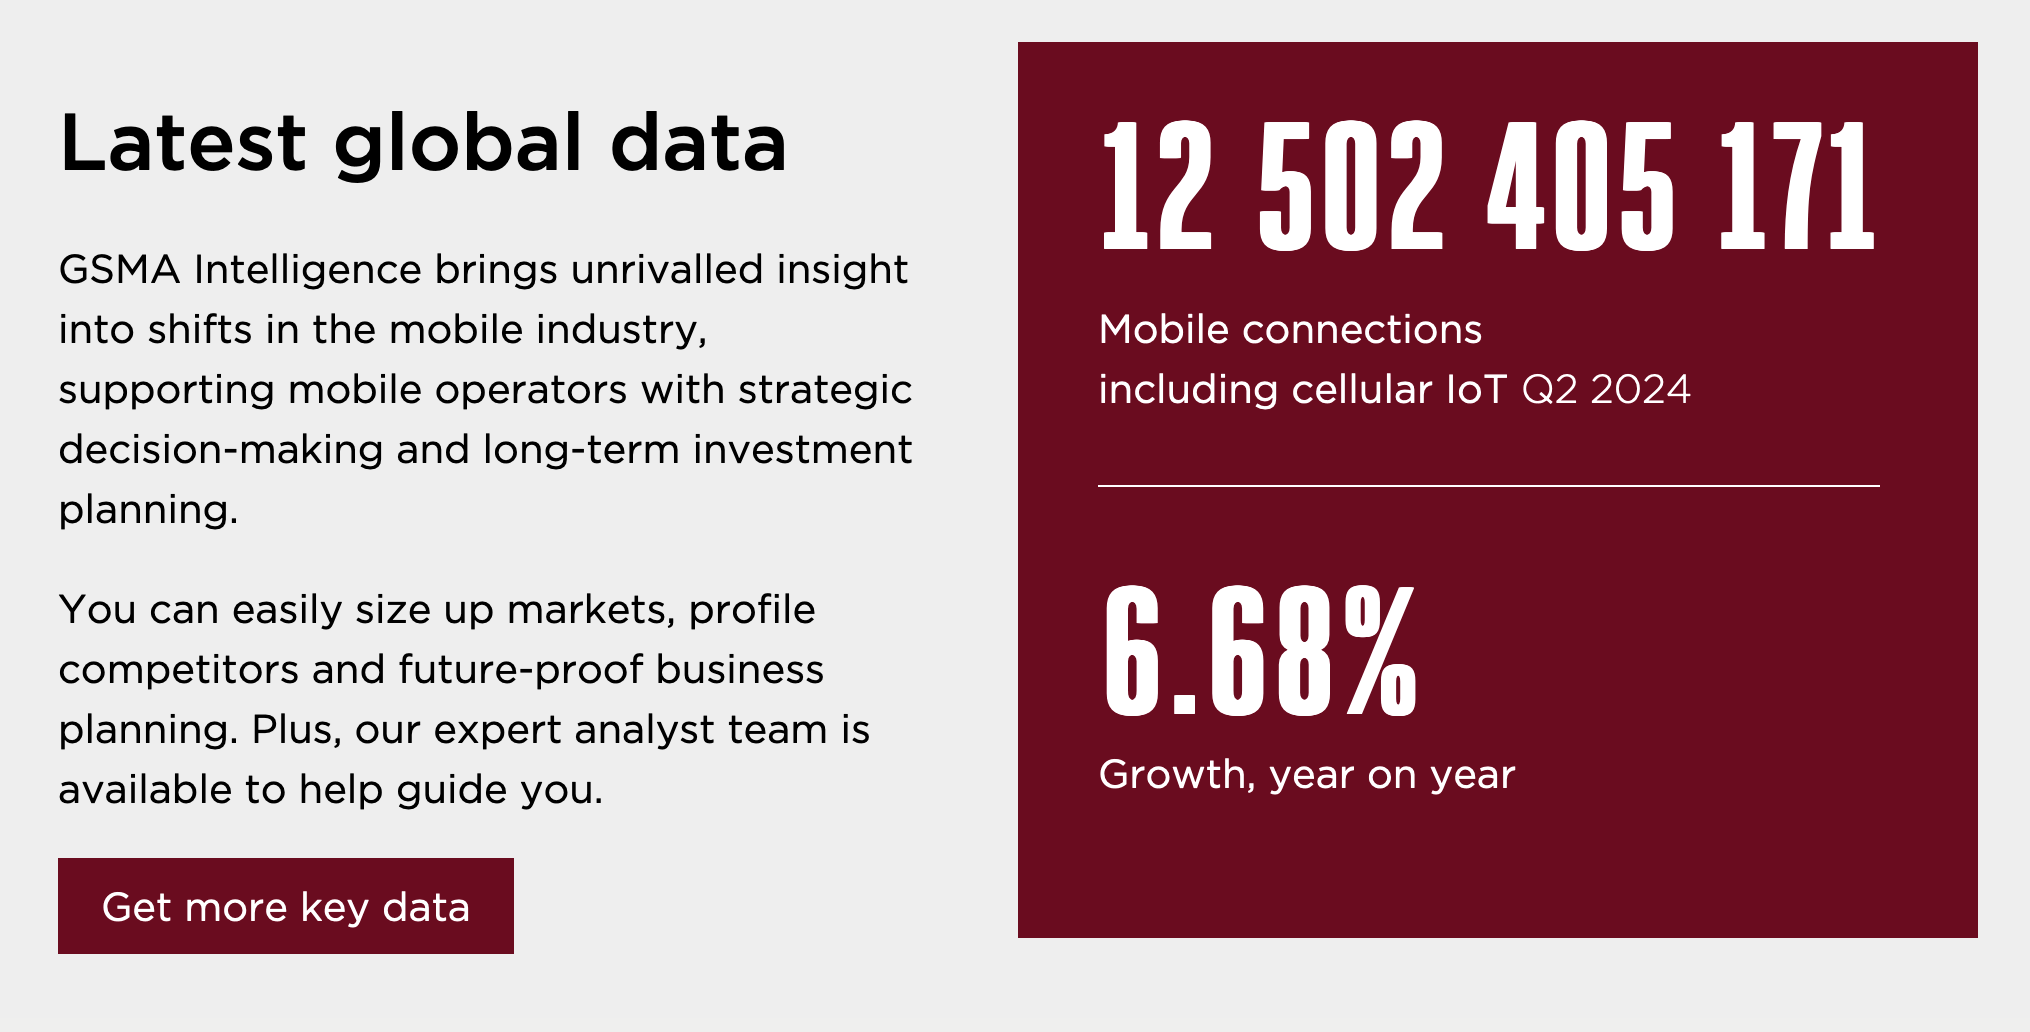 Latest global data
GSMA Intelligence brings unrivalled insight
into shifts in the mobile industry,
supporting mobile operators with strategic
decision-making and long-term investment
planning.
You can easily size up markets, profile
competitors and future-proof business
planning. Plus, our expert analyst team is
available to help guide you.
Get more key data
12 502 405 171
Mobile connections
including cellular IoT Q2 2024
6.68%
Growth, year on year